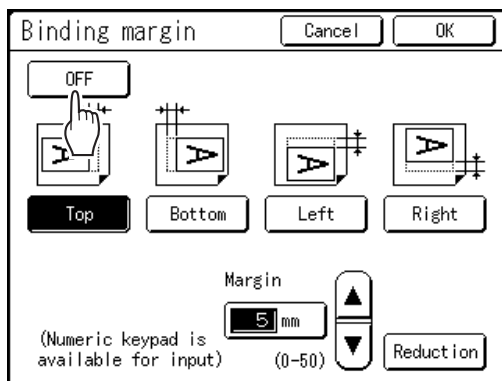 Binding margin Cancel OK
OFF
A A A A
Top Bottom Left Right
Margin
5 mm
(Numeric keypad is
available for input) (0-50) Reduction